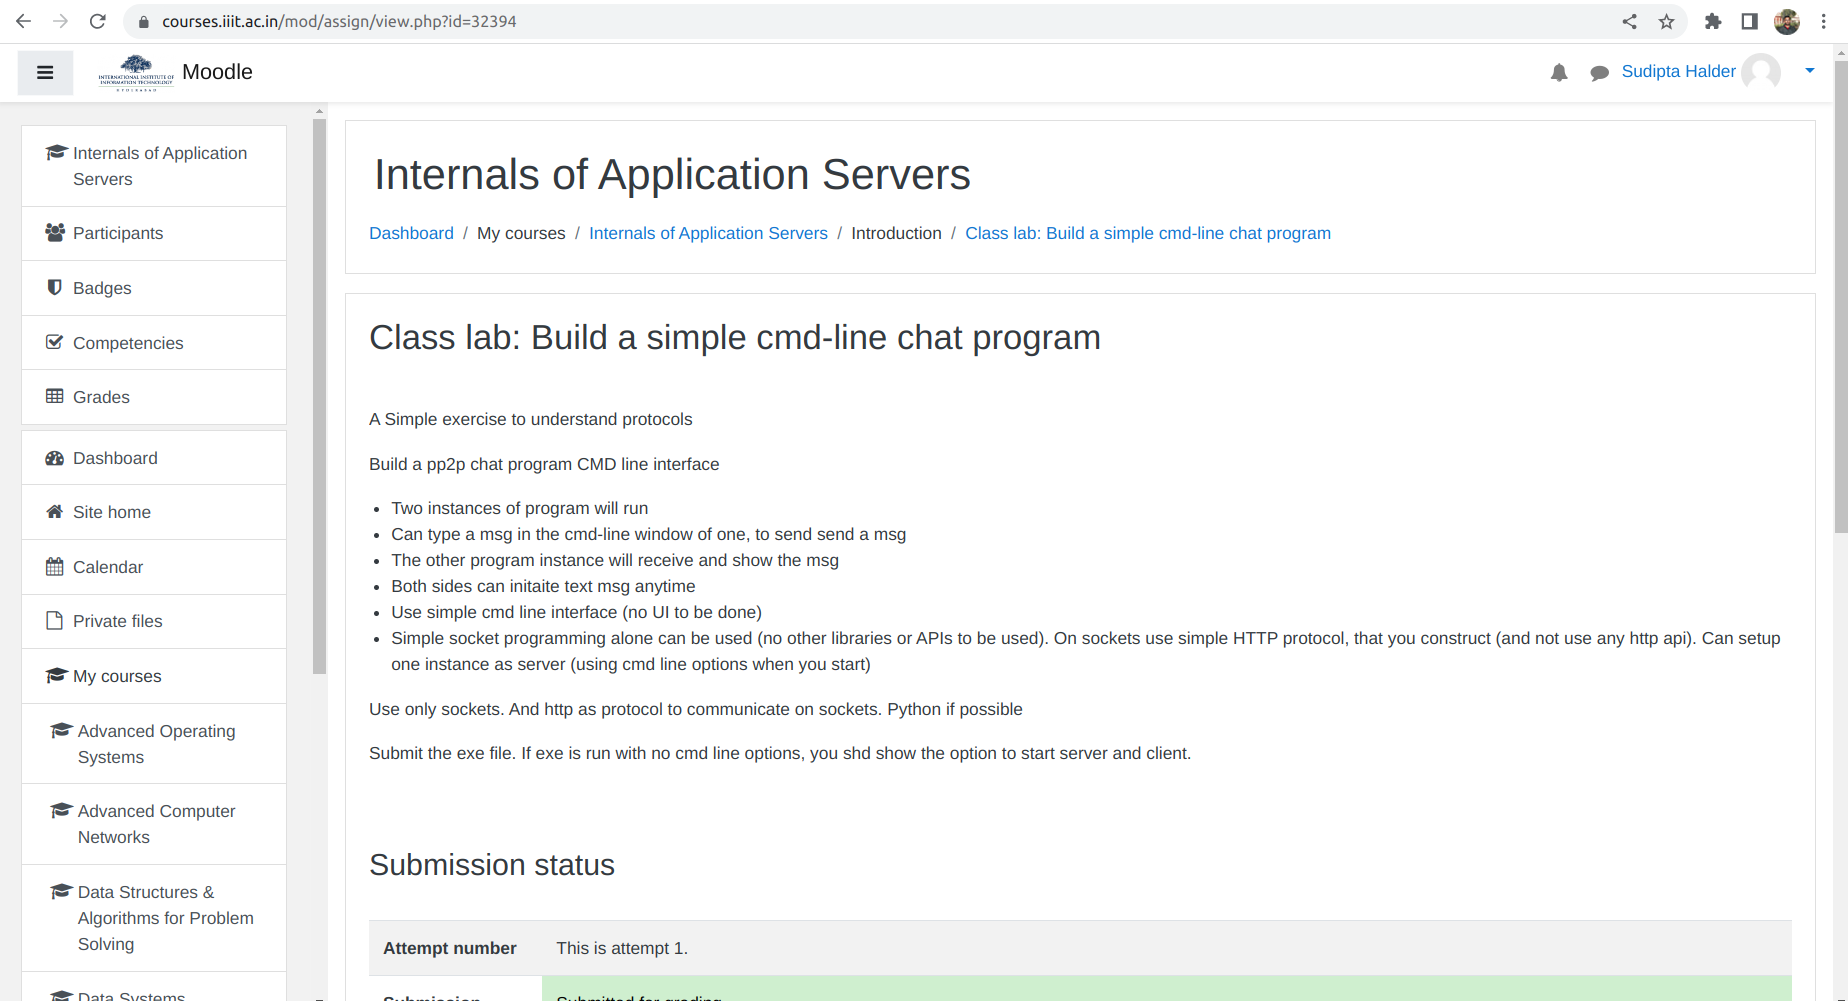 courses.iiit.ac.in/mod/assign/view.php?id=32394
INTERNATIONAL INSTITUTE OF
INFORMATION TECHNOLOGY
HYDERABAD
Moodle
Sudipta Halder
Internals of Application
Servers
Participants
Badges
Competencies
Grades
Dashboard
Site home
Calendar
Private files
My courses
Advanced Operating
Systems
Advanced Computer
Networks
Data Structures &
Algorithms for Problem
Solving
Data Systems
Internals of Application Servers
Dashboard / My courses / Internals of Application Servers / Introduction / Class lab: Build a simple cmd-line chat program
Class lab: Build a simple cmd-line chat program
A Simple exercise to understand protocols
Build a pp2p chat program CMD line interface
• Two instances of program will run
• Can type a msg in the cmd-line window of one, to send send a msg
• The other program instance will receive and show the msg
• Both sides can initaite text msg anytime
• Use simple cmd line interface (no UI to be done)
• Simple socket programming alone can be used (no other libraries or APIs to be used). On sockets use simple HTTP protocol, that you construct (and not use any http api). Can setup
one instance as server (using cmd line options when you start)
Use only sockets. And http as protocol to communicate on sockets. Python if possible
Submit the exe file. If exe is run with no cmd line options, you shd show the option to start server and client.
Submission status
Attempt number This is attempt 1.
Submission Submitted for grading